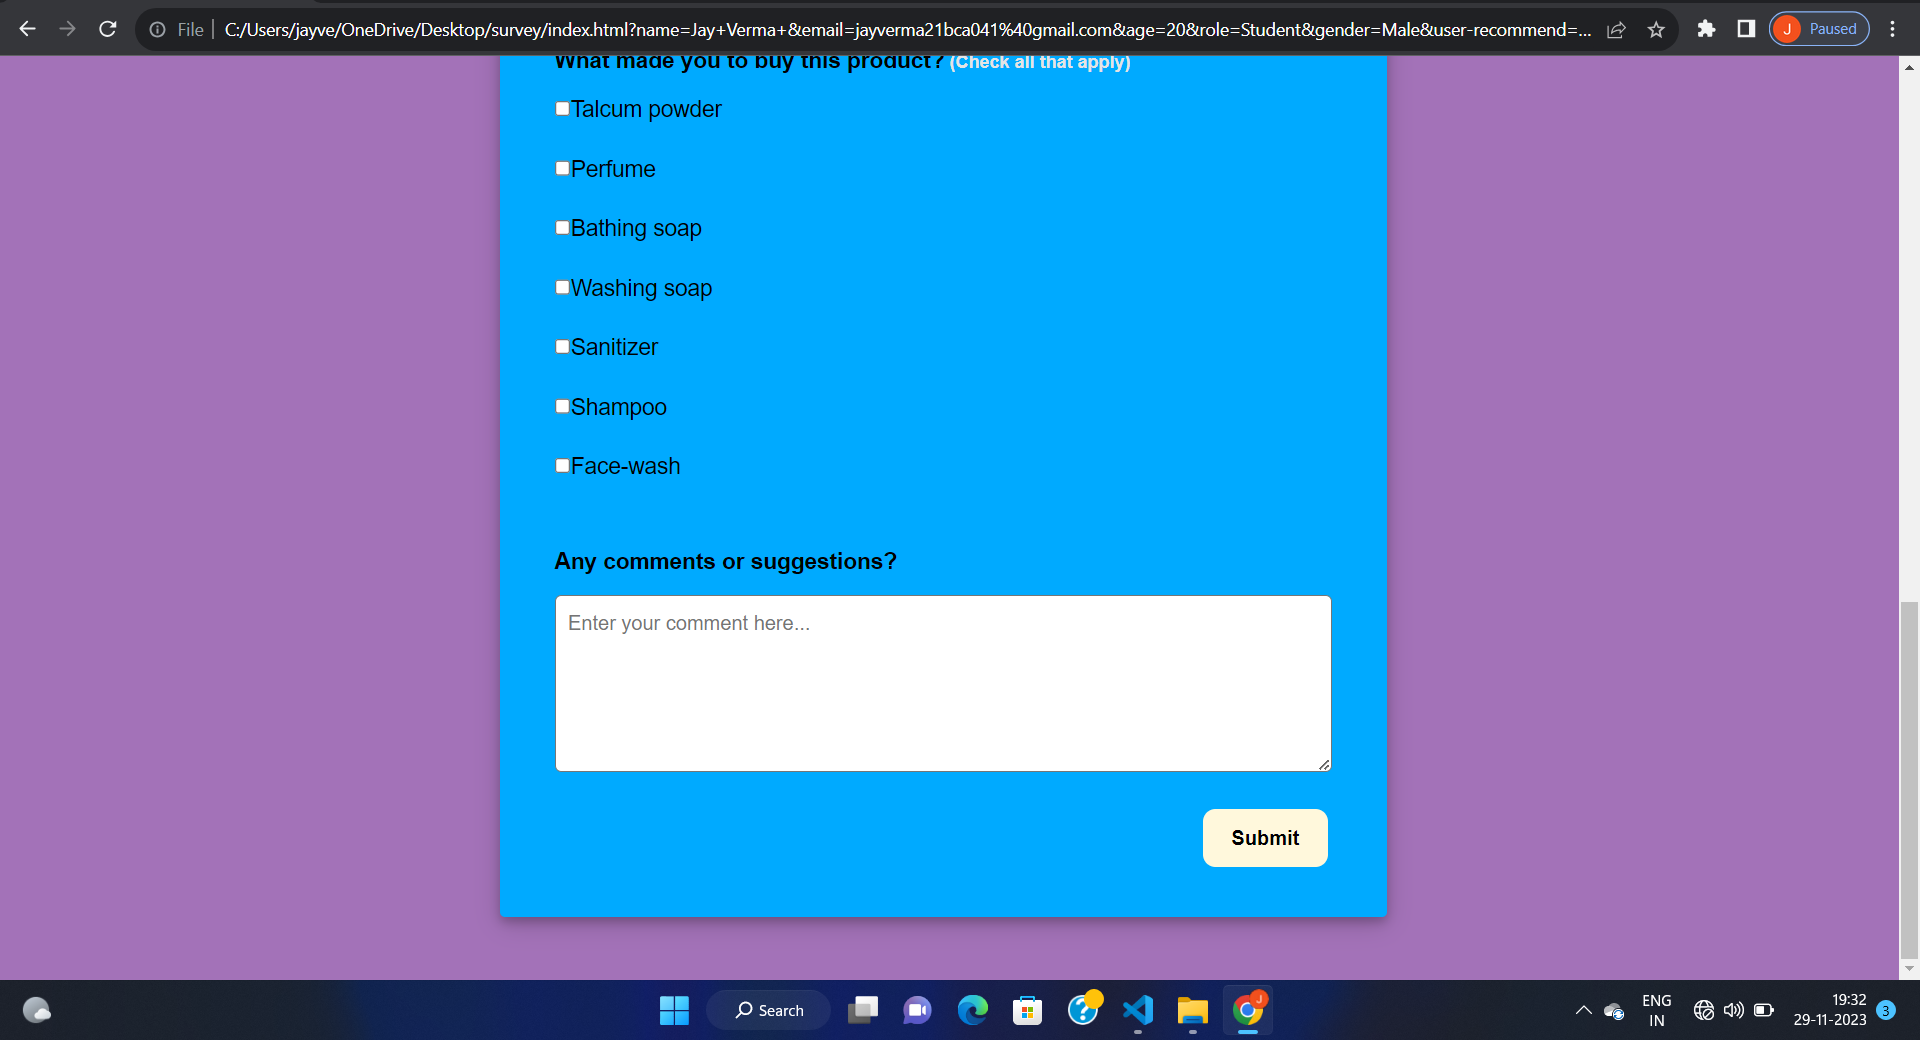 File C:/Users/jayve/OneDrive/Desktop/survey/index.html?name=Jay+Verma+&email=jayverma21bca041%40gmail.com&age=20&role=Student&gender=Male&user-recommend=... J Paused
What made you to buy this product? (Check all that apply)
Talcum powder
Perfume
Bathing soap
Washing soap
Sanitizer
Shampoo
Face-wash
Any comments or suggestions?
Enter your comment here...
Submit
Search
J
ENG
IN
19:32
29-11-2023
3